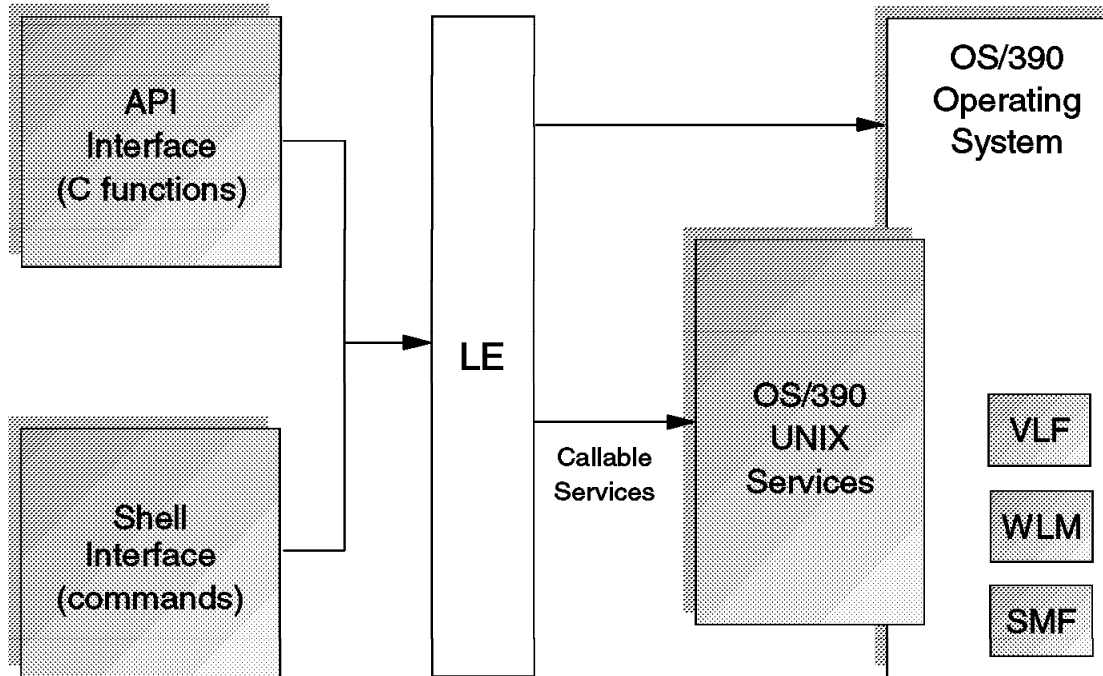 API
Interface
(C functions)
Shell
Interface
(commands)
LE
Callable
Services
OS/390
UNIX
Services
OS/390
Operating
System
VLF
WLM
SMF